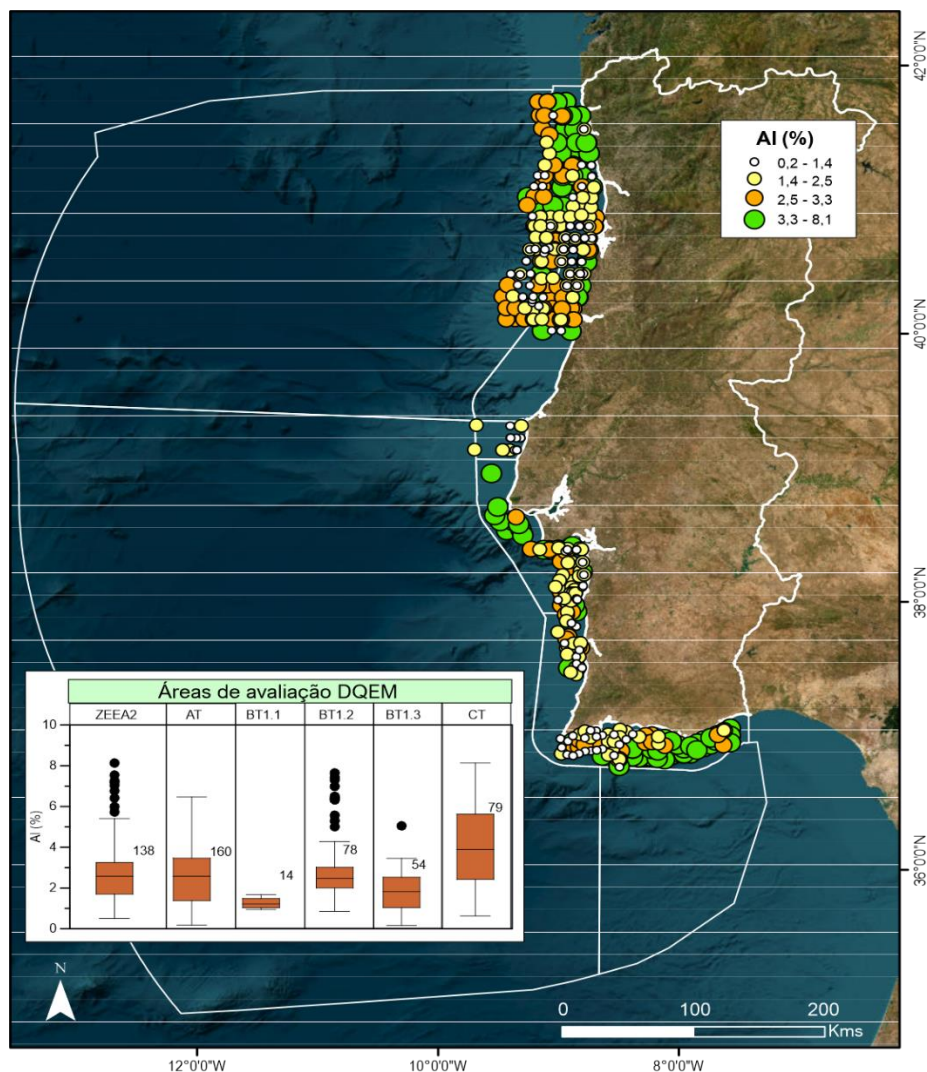 42°0'0"N
Al (%)
0,2 - 1,4
1,4 - 2,5
2,5 - 3,3
3,3 - 8,1
40°0'0"N
38°0'0"N
Áreas de avaliação DQEM
ZEEA2 AT BT1.1 BT1.2 BT1.3 CT
10
8
6
4
2
0
Al (%)
138
160
14
78
54
79
36°0'0"N
N
0 100 200
Kms
12°0'0"W 10°0'0"W 8°0'0"W